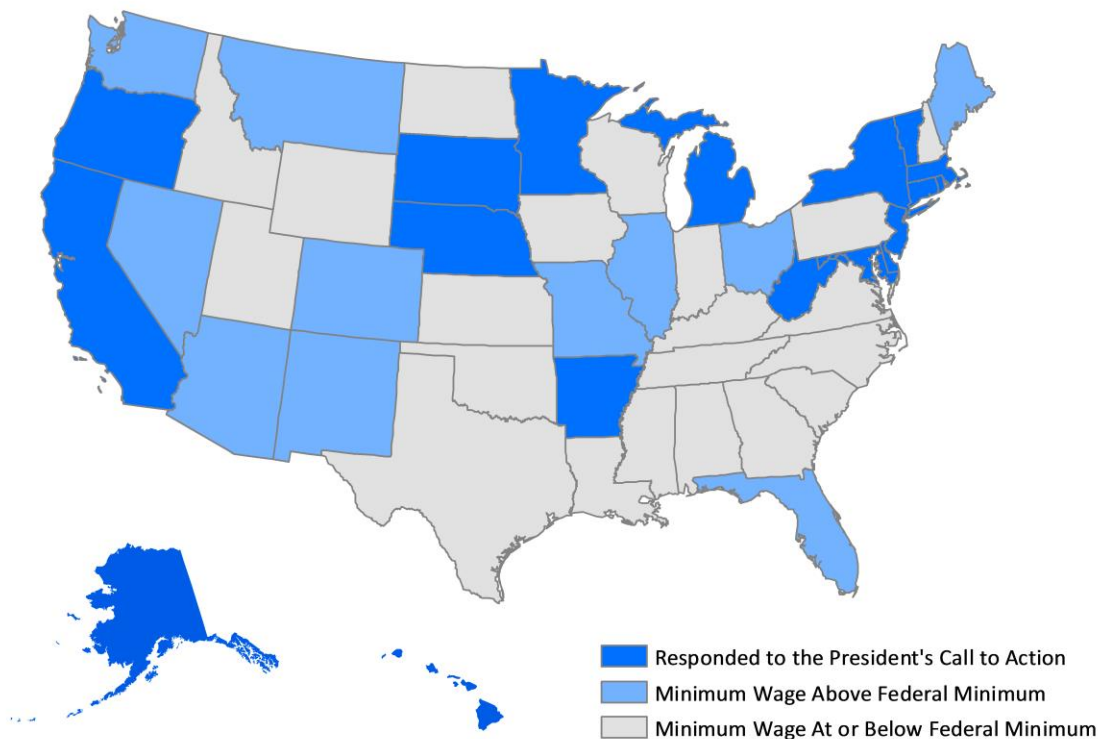 Responded to the President's Call to Action
Minimum Wage Above Federal Minimum
Minimum Wage At or Below Federal Minimum